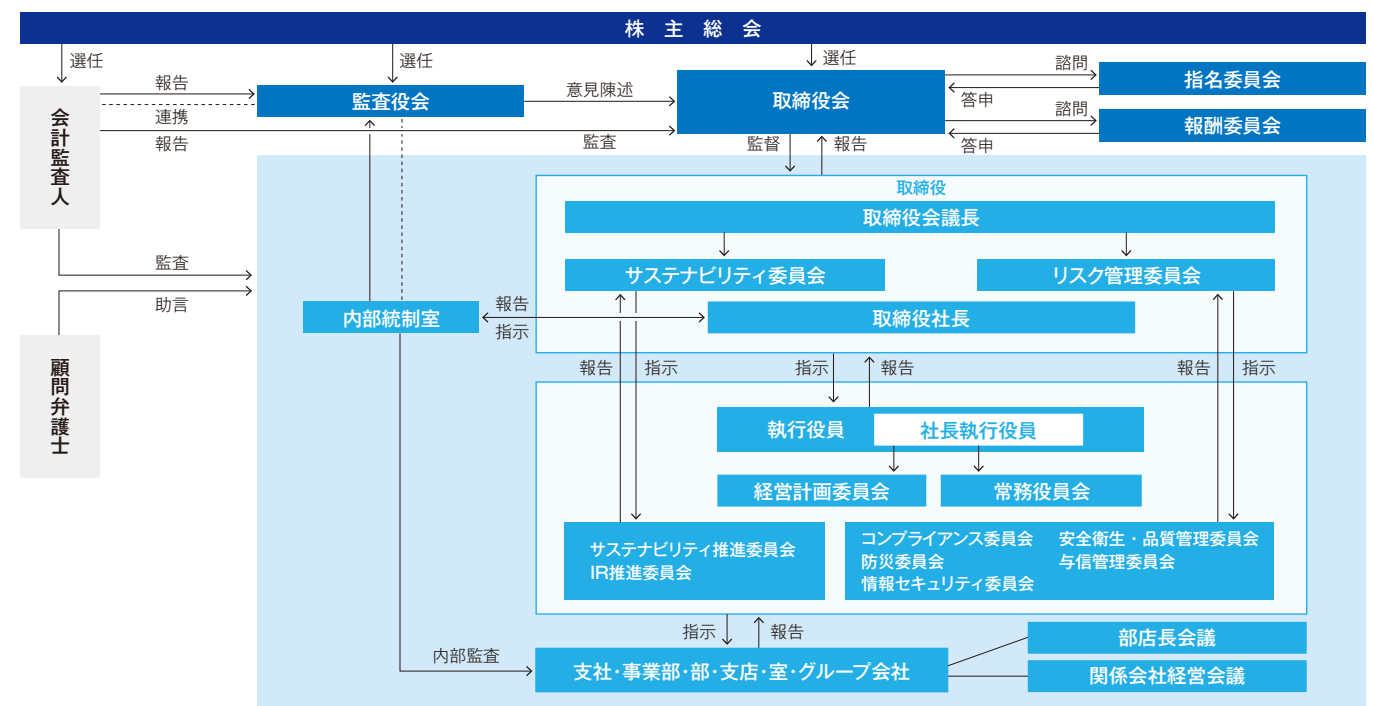 株主総会
選任
選任
選任
会計監査人
報告
連携
報告
監査役会
意見陳述
監査
取締役会
諮問
答申
指名委員会
諮問
答申
報酬委員会
監督
報告
取締役
取締役会議長
サステナビリティ委員会
リスク管理委員会
監査
助言
顧問弁護士
内部統制室
報告
指示
取締役社長
報告
指示
指示
報告
報告
指示
執行役員
社長執行役員
経営計画委員会
常務役員会
サステナビリティ推進委員会
IR推進委員会
コンプライアンス委員会
防災委員会
情報セキュリティ委員会
安全衛生・品質管理委員会
与信管理委員会
指示
報告
内部監査
支社・事業部・部・支店・室・グループ会社
部店長会議
関係会社経営会議